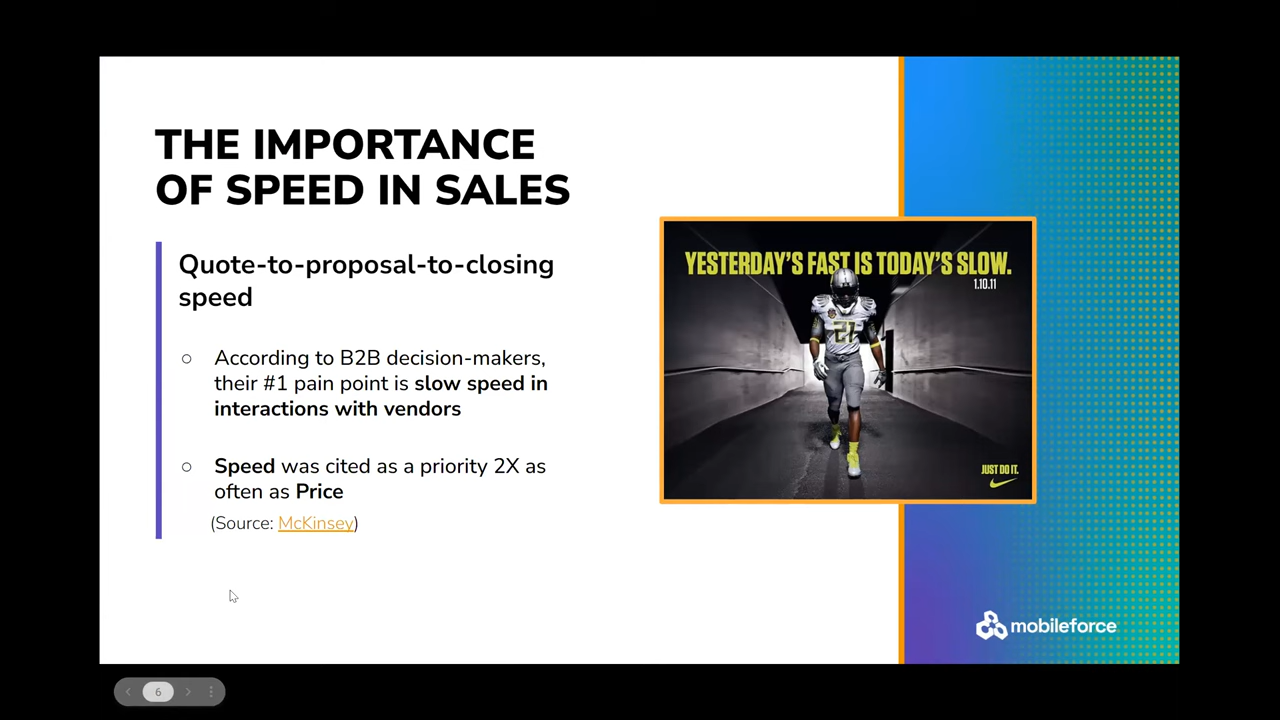 THE IMPORTANCE
OF SPEED IN SALES
Quote-to-proposal-to-closing
speed
○ According to B2B decision-makers,
their #1 pain point is slow speed in
interactions with vendors
○ Speed was cited as a priority 2X as
often as Price
(Source: McKinsey)
YESTERDAY'S FAST IS TODAY'S SLOW.
1.10.11
21
JUST DO IT.
mobileforce
6